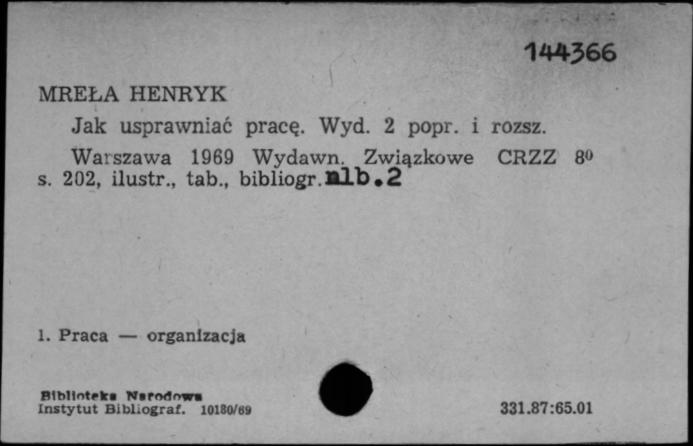 144366
MREŁA HENRYK
Jak usprawniać pracę. Wyd. 2 popr. i rozsz.
Warszawa 1969 Wydawn. Związkowe CRZZ 8⁰
s. 202, ilustr., tab., bibliogr. nlb.2
1. Praca — organizacja
Biblioteka Narodowa
Instytut Bibliograf. 10180/69
331.87:65.01